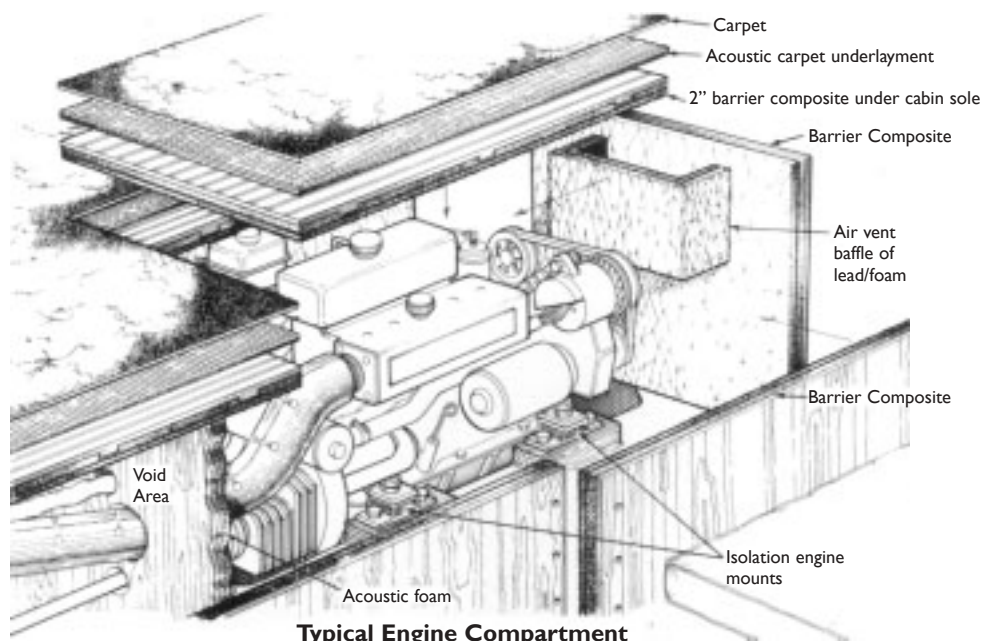 Carpet
Acoustic carpet underlayment
2” barrier composite under cabin sole
Barrier Composite
Air vent
baffle of
lead/foam
Barrier Composite
Void
Area
Isolation engine
mounts
Acoustic foam
Typical Engine Compartment